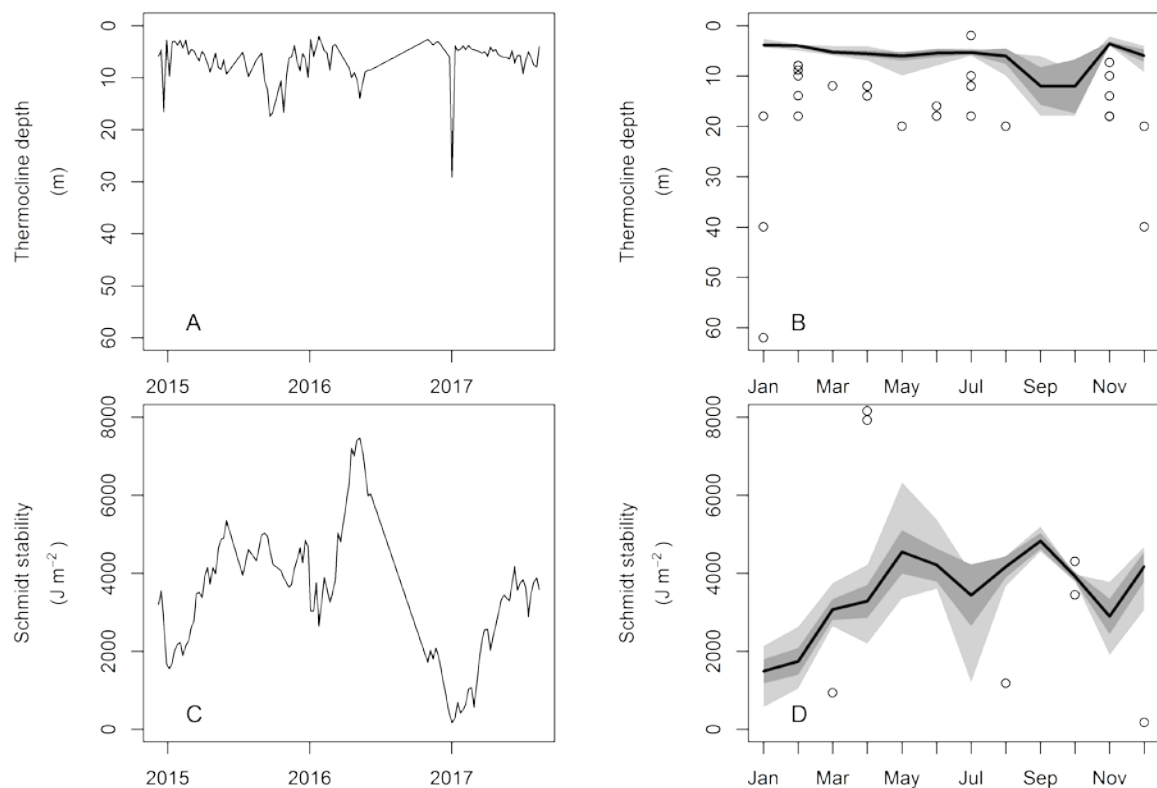 Thermocline depth
(m)
0
10
20
30
40
50
60
A
2015
2016
2017
Thermocline depth
(m)
0
10
20
30
40
50
60
B
Jan
Mar
May
Jul
Sep
Nov
Schmidt stability
(J m⁻²)
8000
6000
4000
2000
0
C
2015
2016
2017
Schmidt stability
(J m⁻²)
8000
6000
4000
2000
0
D
Jan
Mar
May
Jul
Sep
Nov